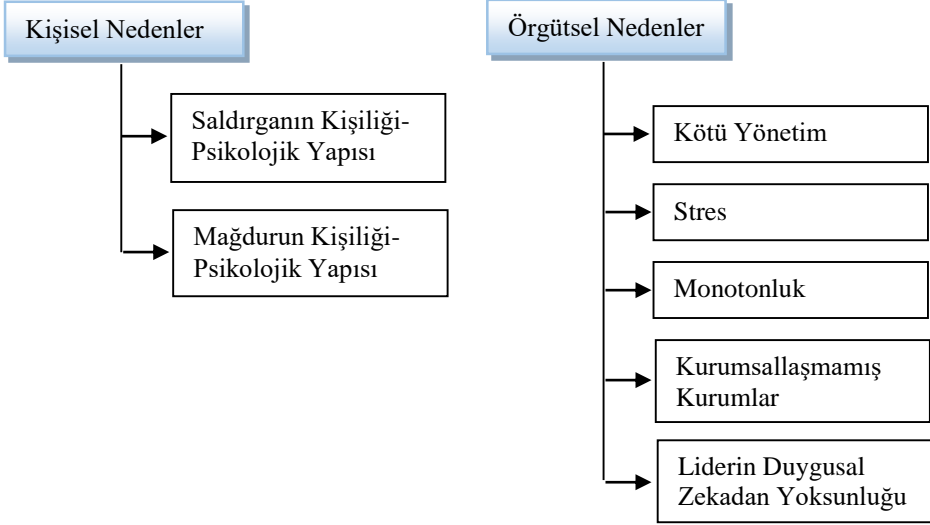 Kişisel Nedenler
Saldırganın Kişiliği-
Psikolojik Yapısı
Mağdurun Kişiliği-
Psikolojik Yapısı
Örgütsel Nedenler
Kötü Yönetim
Stres
Monotonluk
Kurumsallaşmamış
Kurumlar
Liderin Duygusal
Zekadan Yoksunluğu